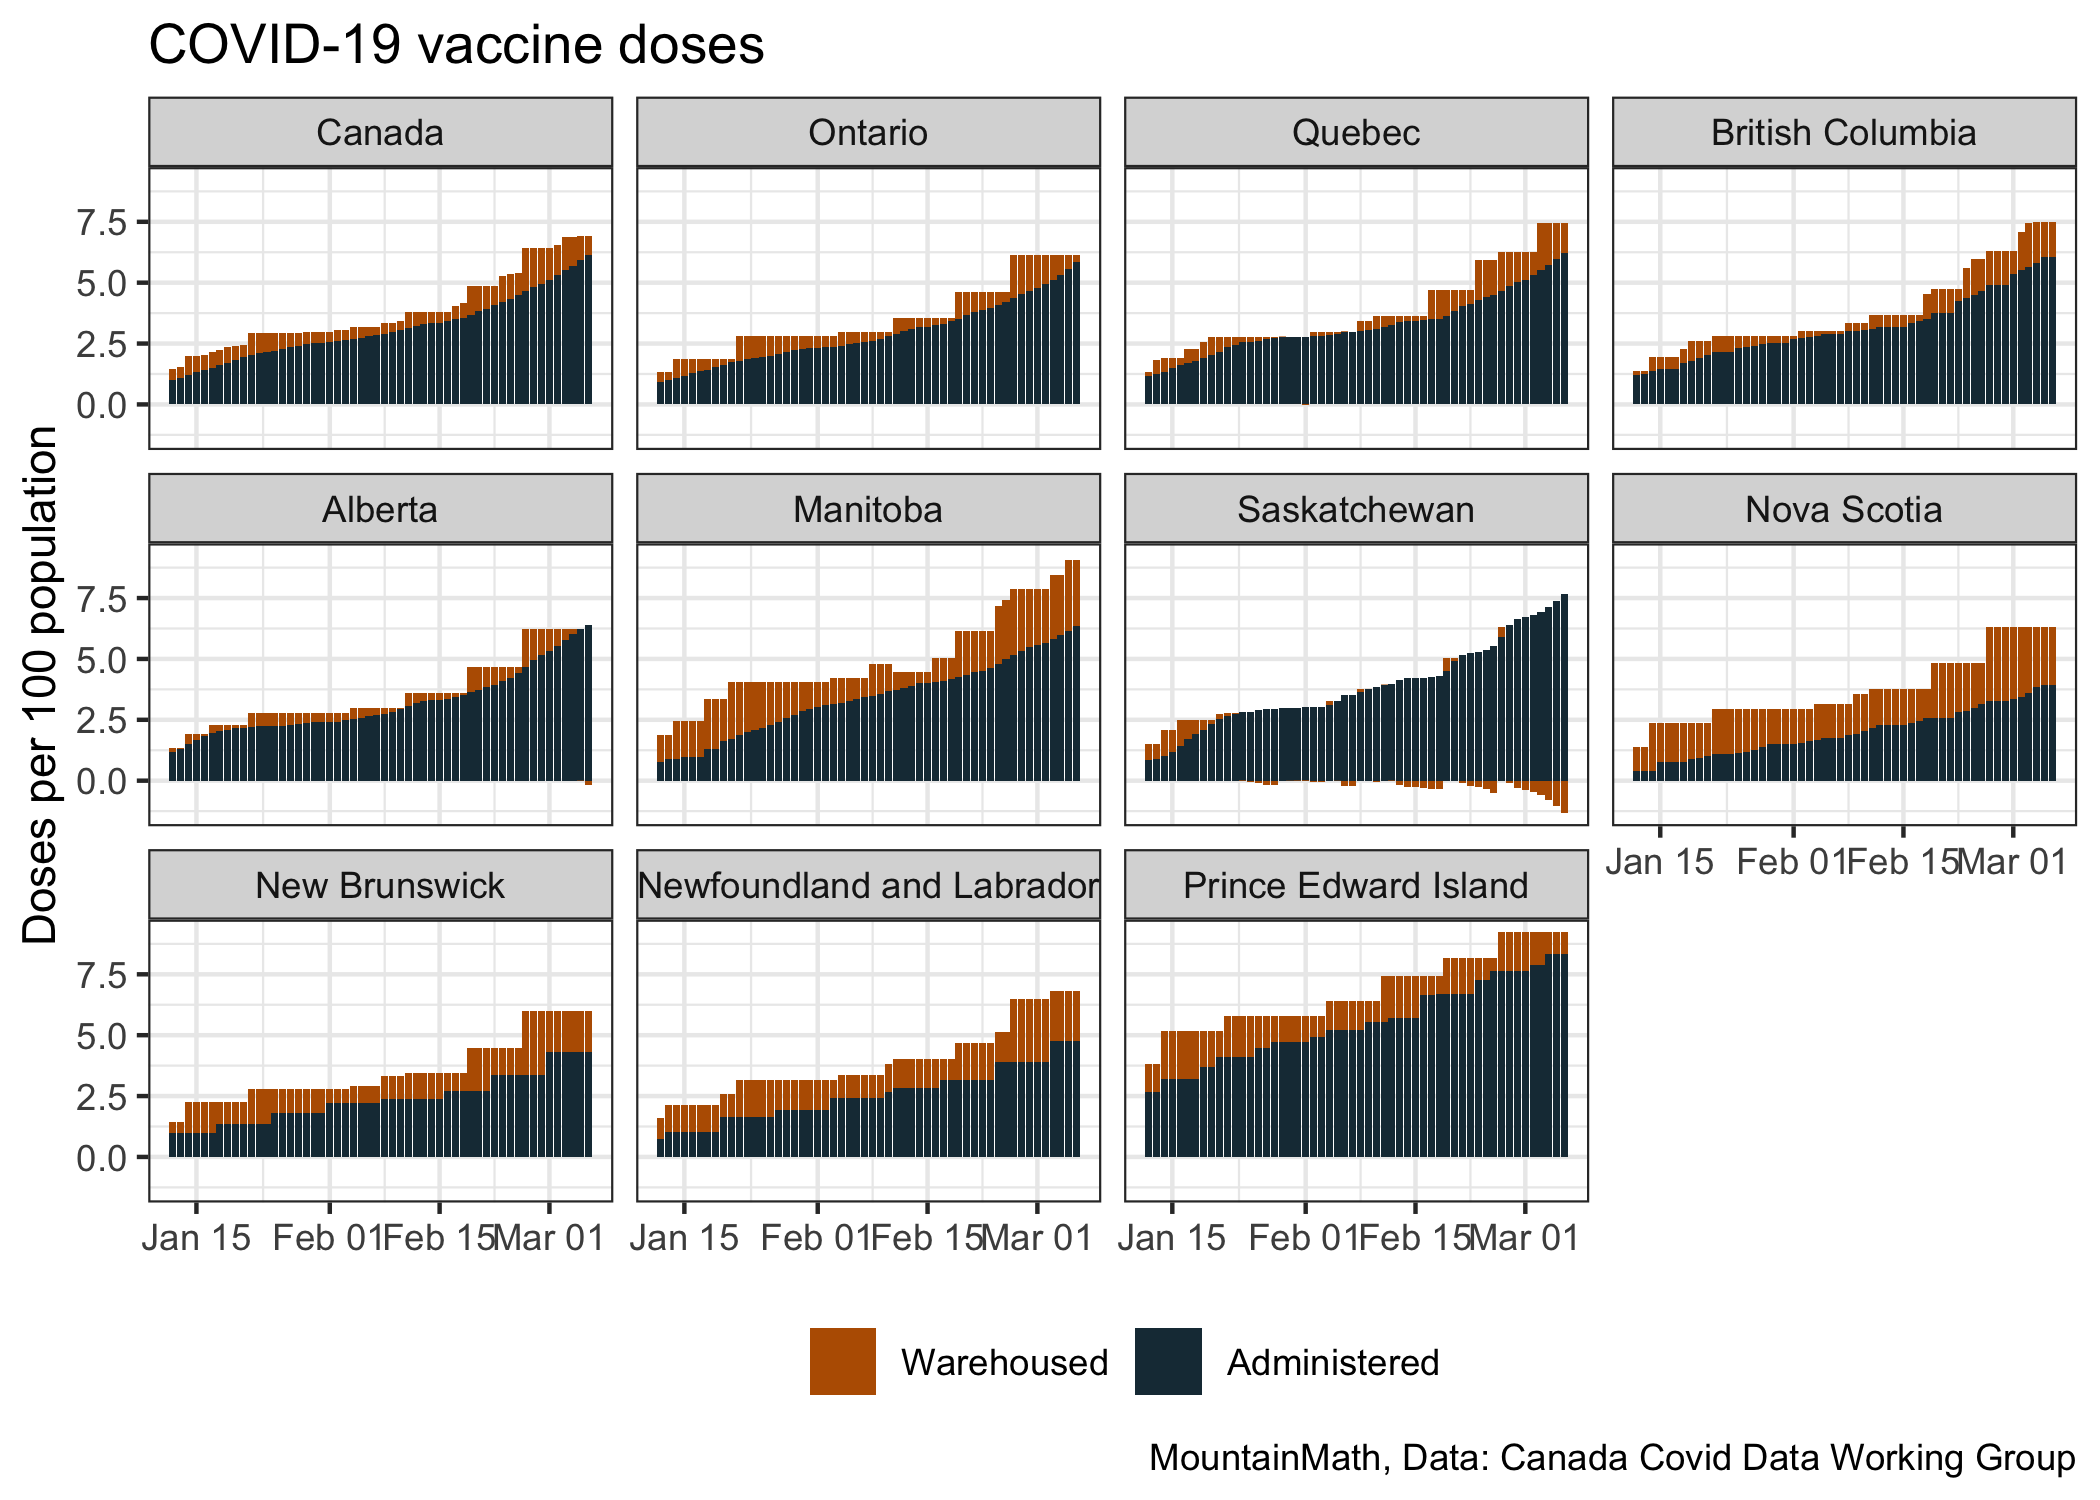 COVID-19 vaccine doses
Canada
Ontario
Quebec
British Columbia
7.5
5.0
2.5
0.0
Alberta
Manitoba
Saskatchewan
Nova Scotia
7.5
5.0
2.5
0.0
Jan 15 Feb 01 Feb 15 Mar 01
New Brunswick
Newfoundland and Labrador
Prince Edward Island
7.5
5.0
2.5
0.0
Jan 15 Feb 01 Feb 15 Mar 01
Jan 15 Feb 01 Feb 15 Mar 01
Jan 15 Feb 01 Feb 15 Mar 01
Doses per 100 population
Warehoused
Administered
MountainMath, Data: Canada Covid Data Working Group